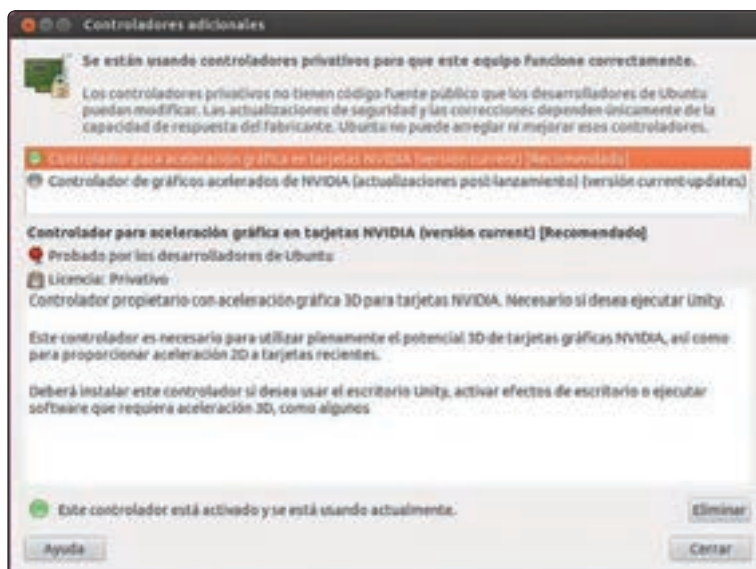 Controladores adicionales
Se están usando controladores privativos para que este equipo funcione correctamente.
Los controladores privativos no tienen código fuente público que los desarrolladores de Ubuntu
puedan modificar. Las actualizaciones de seguridad y las correcciones dependen únicamente de la
capacidad de respuesta del fabricante. Ubuntu no puede arreglar ni mejorar esos controladores.
Controlador para aceleración gráfica en tarjetas NVIDIA (versión current) [Recomendado]
Controlador de gráficos acelerados de NVIDIA (actualizaciones post-lanzamiento) (versión current-updates)
Controlador para aceleración gráfica en tarjetas NVIDIA (versión current) [Recomendado]
Probado por los desarrolladores de Ubuntu
Licencia: Privativo
Controlador propietario con aceleración gráfica 3D para tarjetas NVIDIA. Necesario si desea ejecutar Unity.
Este controlador es necesario para utilizar plenamente el potencial 3D de tarjetas gráficas NVIDIA, así como
para proporcionar aceleración 2D a tarjetas recientes.
Deberá instalar este controlador si desea usar el escritorio Unity, activar efectos de escritorio o ejecutar
software que requiera aceleración 3D, como algunos
Este controlador está activado y se está usando actualmente.
Eliminar
Ayuda
Cerrar